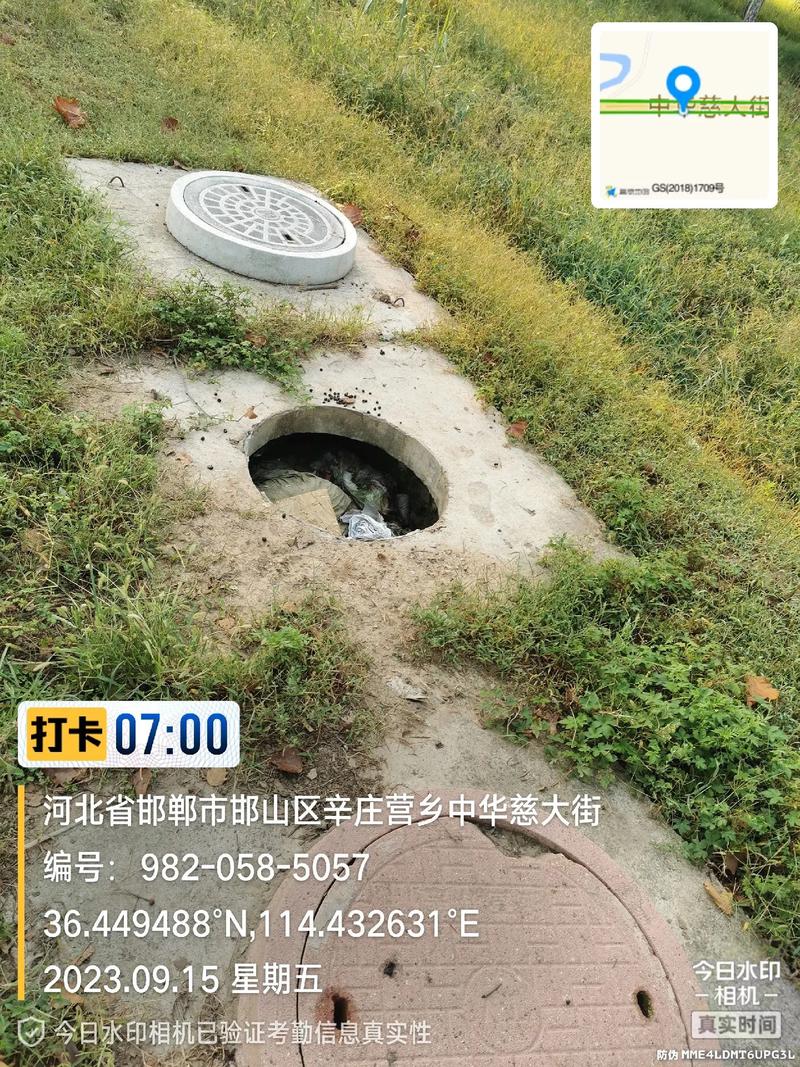 中华慈大街
高德地图 GS(2018)1709号
打卡 07:00
河北省邯郸市邯山区辛庄营乡中华慈大街
编号： 982-058-5057
36.449488°N,114.432631°E
2023.09.15 星期五
今日水印相机已验证考勤信息真实性
今日水印
-相机-
真实时间
防伪 MME4LDMT6UPG3L